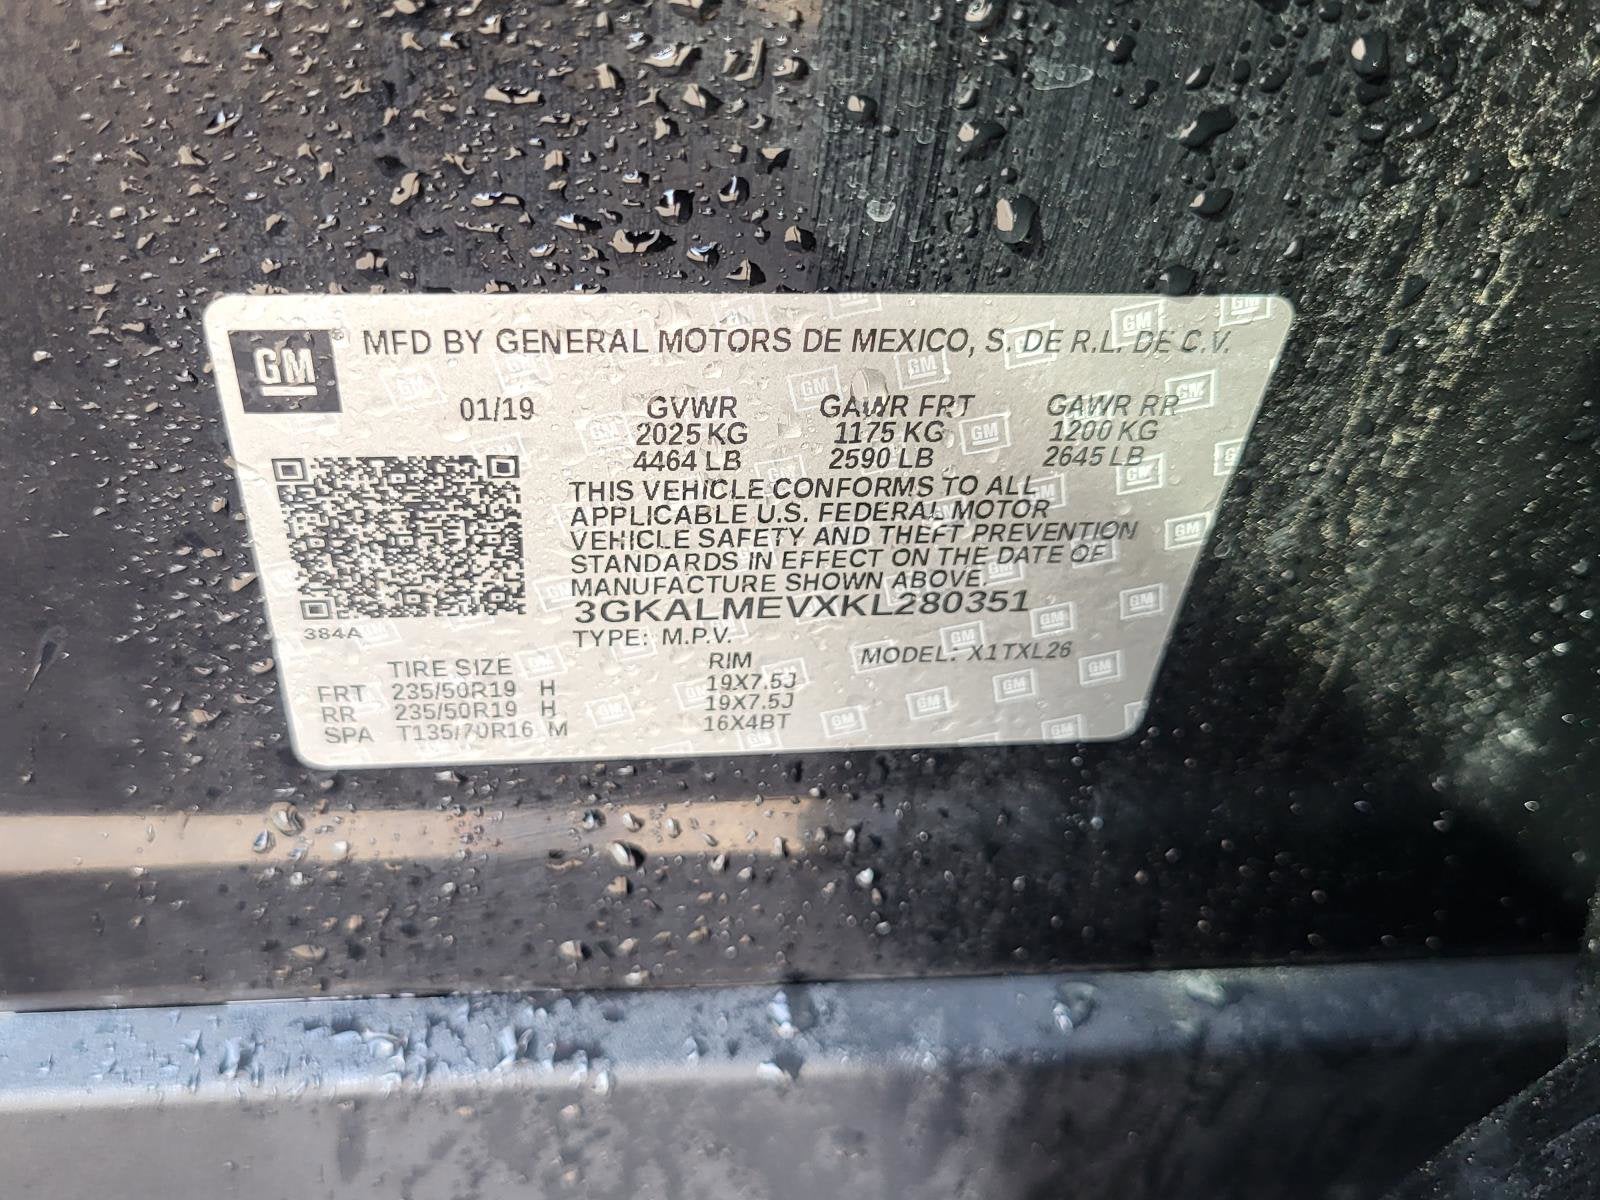 GM ® MFD BY GENERAL MOTORS DE MEXICO, S. DE R.L. DE C.V.
01/19 GVWR GAWR FRT GAWR RR
2025 KG 1175 KG 1200 KG
4464 LB 2590 LB 2645 LB
THIS VEHICLE CONFORMS TO ALL
APPLICABLE U.S. FEDERAL MOTOR
VEHICLE SAFETY AND THEFT PREVENTION
STANDARDS IN EFFECT ON THE DATE OF
MANUFACTURE SHOWN ABOVE.
3GKALMEVXKL280351
384A TYPE: M.P.V.
MODEL: X1TXL26
TIRE SIZE RIM
FRT 235/50R19 H 19X7.5J
RR 235/50R19 H 19X7.5J
SPA T135/70R16 M 16X4BT